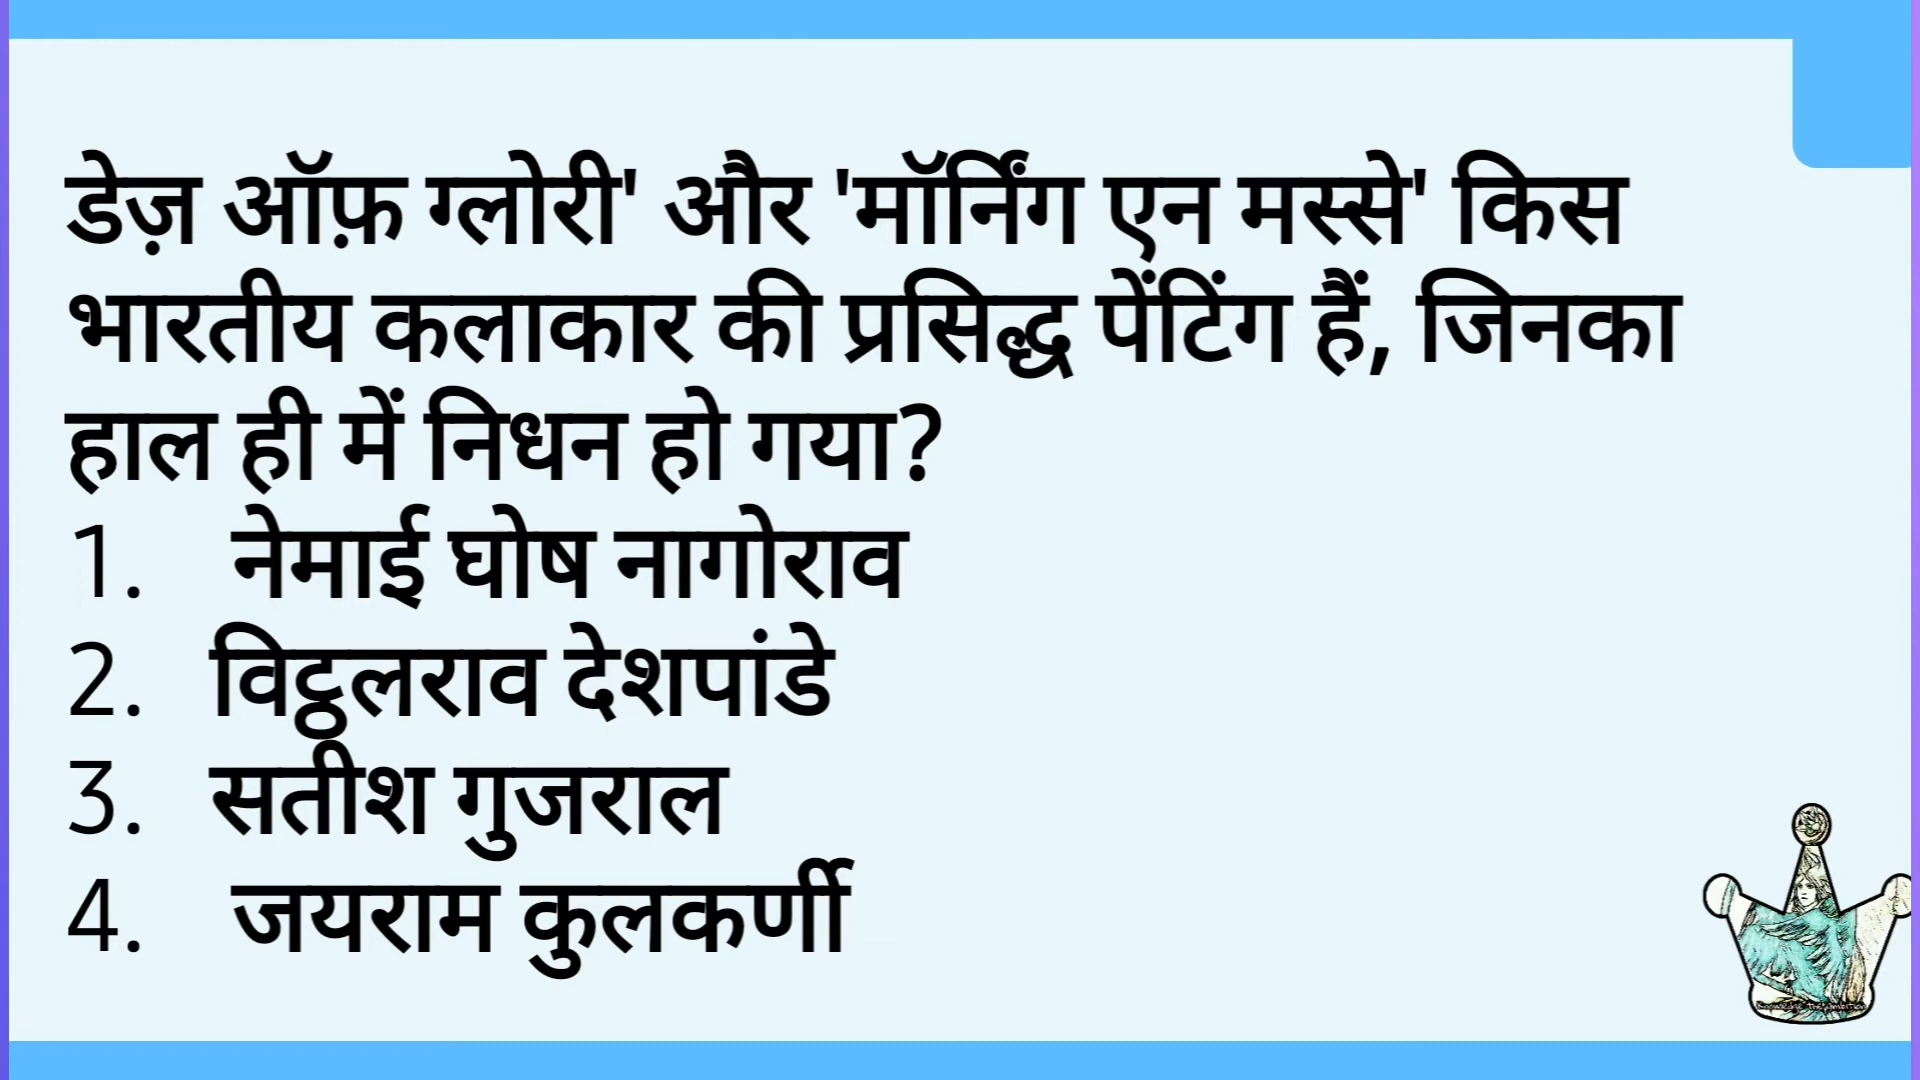 डेज़ ऑफ़ ग्लोरी' और 'मॉर्निंग एन मस्से' किस
भारतीय कलाकार की प्रसिद्ध पेंटिंग हैं, जिनका
हाल ही में निधन हो गया?
1. नेमाई घोष नागोराव
2. विट्ठलराव देशपांडे
3. सतीश गुजराल
4. जयराम कुलकर्णी